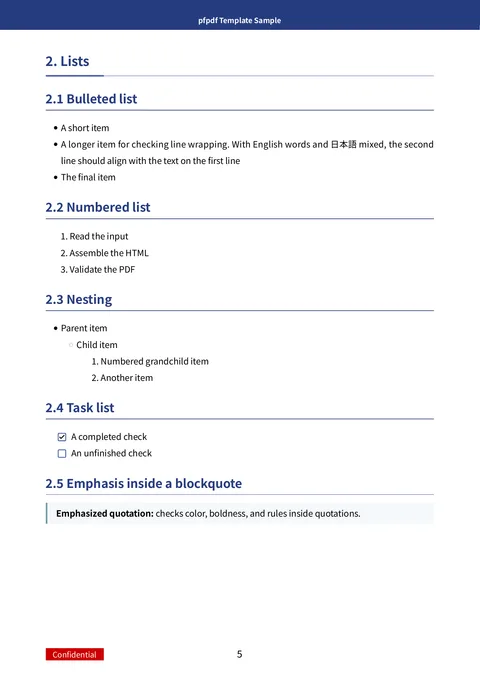 pfpdf Template Sample
2. Lists
2.1 Bulleted list
• A short item
• A longer item for checking line wrapping. With English words and 日本語 mixed, the second
line should align with the text on the first line
• The final item
2.2 Numbered list
1. Read the input
2. Assemble the HTML
3. Validate the PDF
2.3 Nesting
• Parent item
○ Child item
1. Numbered grandchild item
2. Another item
2.4 Task list
☑ A completed check
☐ An unfinished check
2.5 Emphasis inside a blockquote
Emphasized quotation: checks color, boldness, and rules inside quotations.
Confidential
5